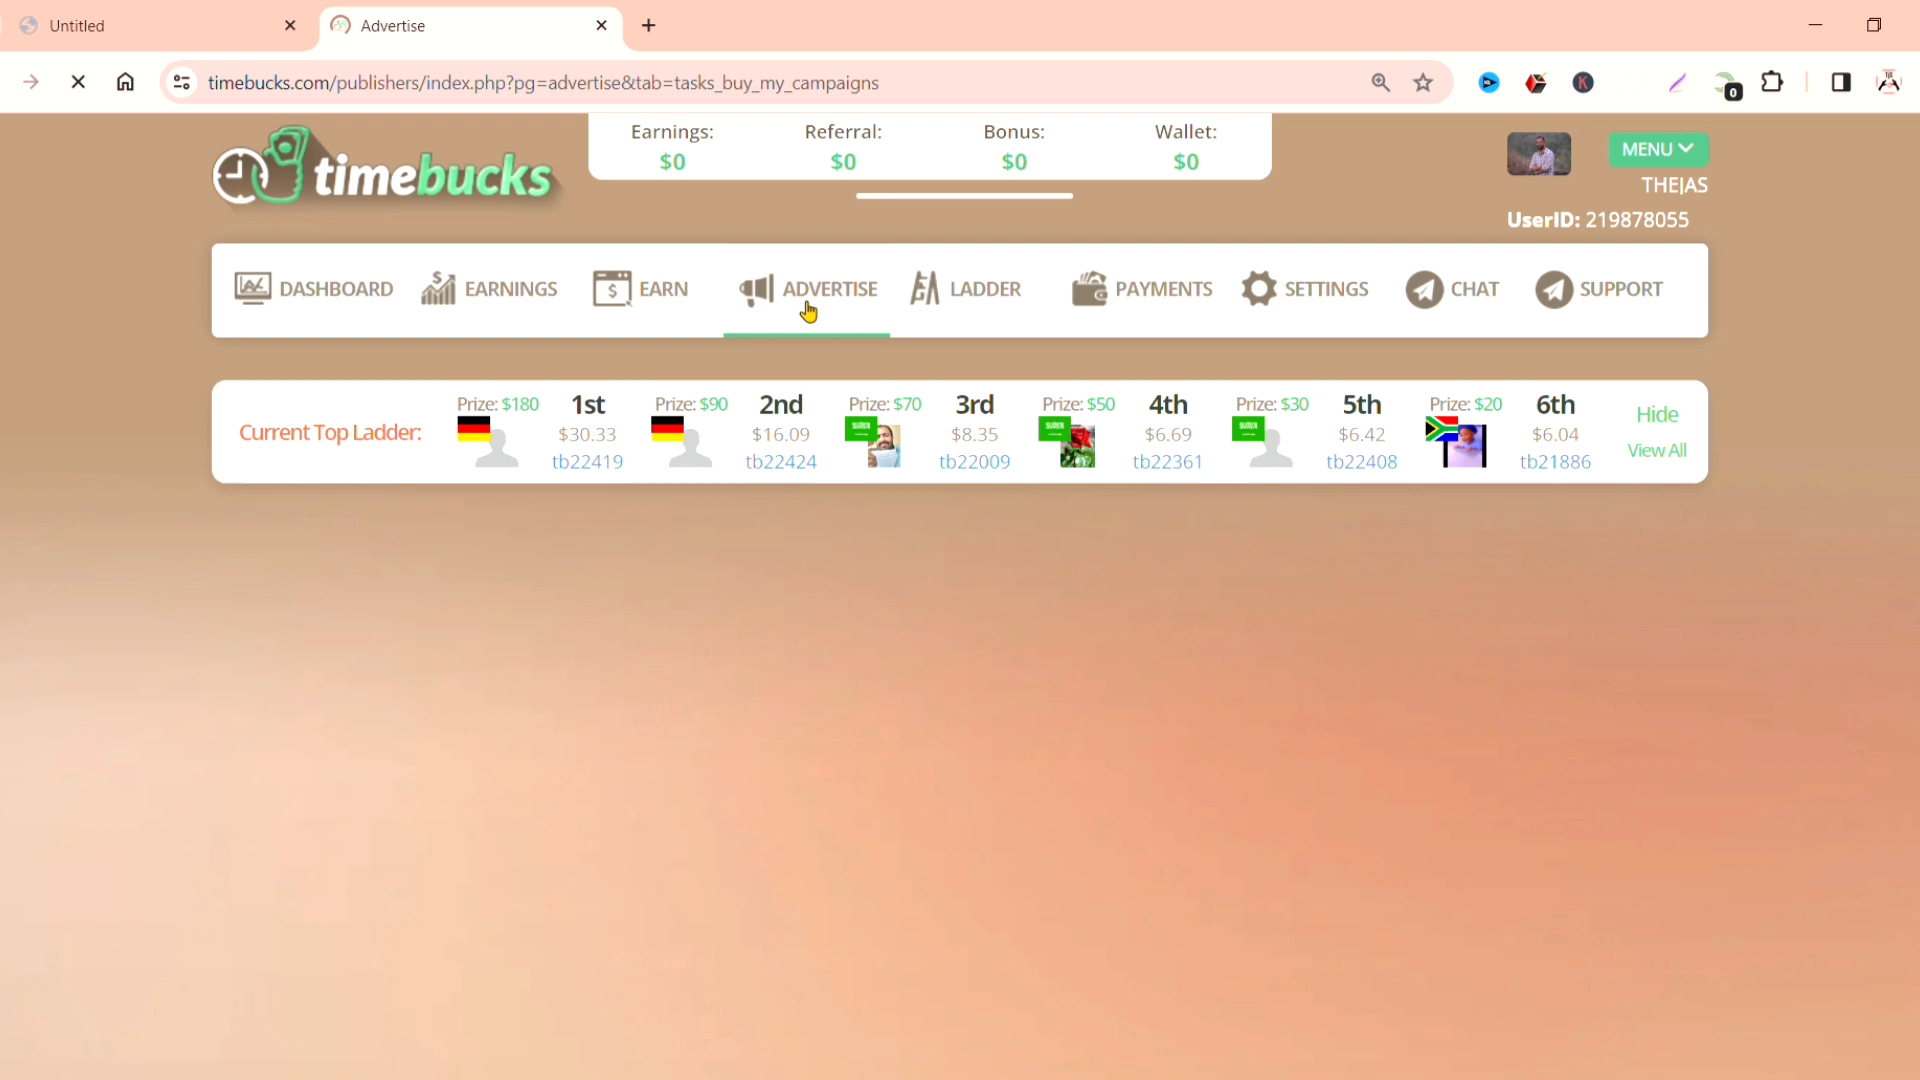 Untitled
Advertise
timebucks.com/publishers/index.php?pg=advertise&tab=tasks_buy_my_campaigns
K
0
timebucks
Earnings: Referral: Bonus: Wallet:
$0 $0 $0 $0
MENU
THEJAS
UserID: 219878055
DASHBOARD EARNINGS EARN ADVERTISE LADDER PAYMENTS SETTINGS CHAT SUPPORT
Current Top Ladder:
Prize: $180 1st
$30.33
tb22419
Prize: $90 2nd
$16.09
tb22424
Prize: $70 3rd
$8.35
tb22009
Prize: $50 4th
$6.69
tb22361
Prize: $30 5th
$6.42
tb22408
Prize: $20 6th
$6.04
tb21886
Hide
View All